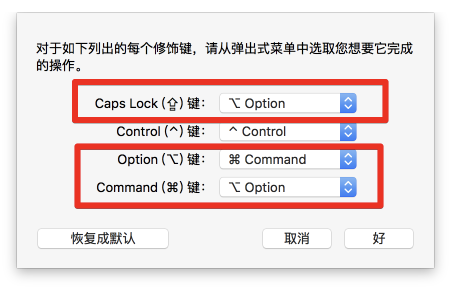 对于如下列出的每个修饰键，请从弹出式菜单中选取您想要它完成
的操作。
Caps Lock (⇪) 键： ⌥ Option
Control (^) 键： ^ Control
Option (⌥) 键： ⌘ Command
Command (⌘) 键： ⌥ Option
恢复成默认 取消 好